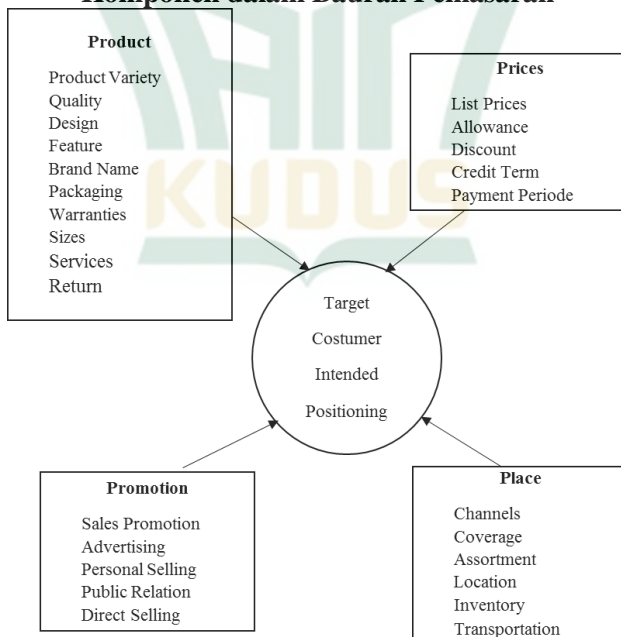 Komponen dalam Bauran Pemasaran
Product
Product Variety
Quality
Design
Feature
Brand Name
Packaging
Warranties
Sizes
Services
Return
Prices
List Prices
Allowance
Discount
Credit Term
Payment Periode
Target
Costumer
Intended
Positioning
Promotion
Sales Promotion
Advertising
Personal Selling
Public Relation
Direct Selling
Place
Channels
Coverage
Assortment
Location
Inventory
Transportation
KUDUS